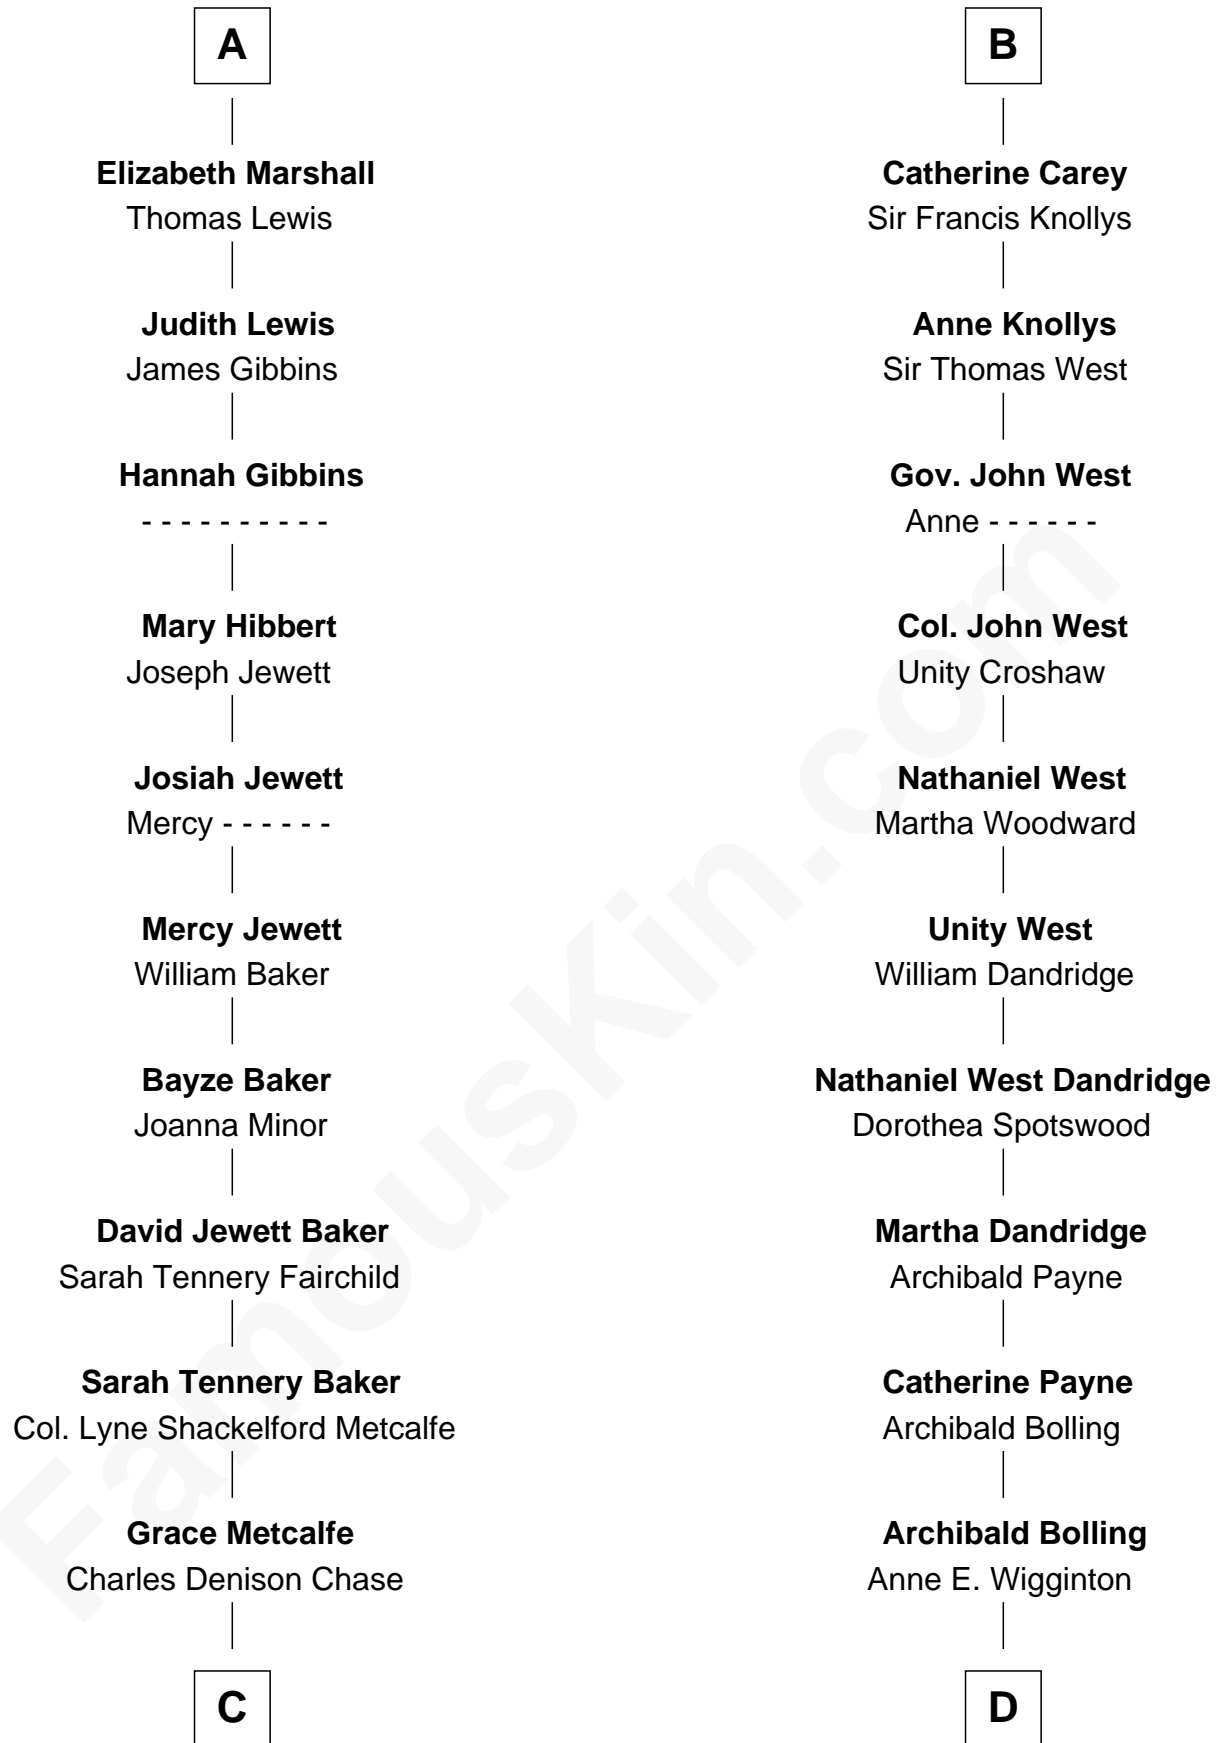 A
Elizabeth Marshall
Thomas Lewis
Judith Lewis
James Gibbins
Hannah Gibbins
- - - - - - - - - -
Mary Hibbert
Joseph Jewett
Josiah Jewett
Mercy - - - - - -
Mercy Jewett
William Baker
Bayze Baker
Joanna Minor
David Jewett Baker
Sarah Tennery Fairchild
Sarah Tennery Baker
Col. Lyne Shackelford Metcalfe
Grace Metcalfe
Charles Denison Chase
C
B
Catherine Carey
Sir Francis Knollys
Anne Knollys
Sir Thomas West
Gov. John West
Anne - - - - - -
Col. John West
Unity Croshaw
Nathaniel West
Martha Woodward
Unity West
William Dandridge
Nathaniel West Dandridge
Dorothea Spotswood
Martha Dandridge
Archibald Payne
Catherine Payne
Archibald Bolling
Archibald Bolling
Anne E. Wigginton
D
FamousKin.com